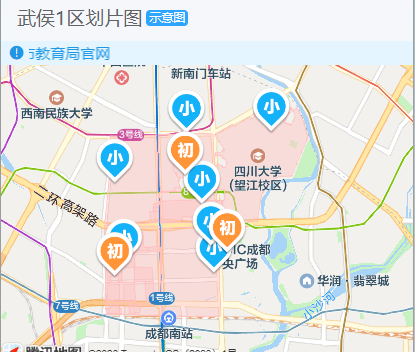 武侯1区划片图 示意图
教育局官网
新南门车站
西南民族大学
小
小
3号线
初
小
四川大学
(望江校区)
小
二环高架路
小
初
小
初
小
IC成都
央广场
华润·翡翠城
小沙河
7号线
1号线
成都南站
腾讯地图